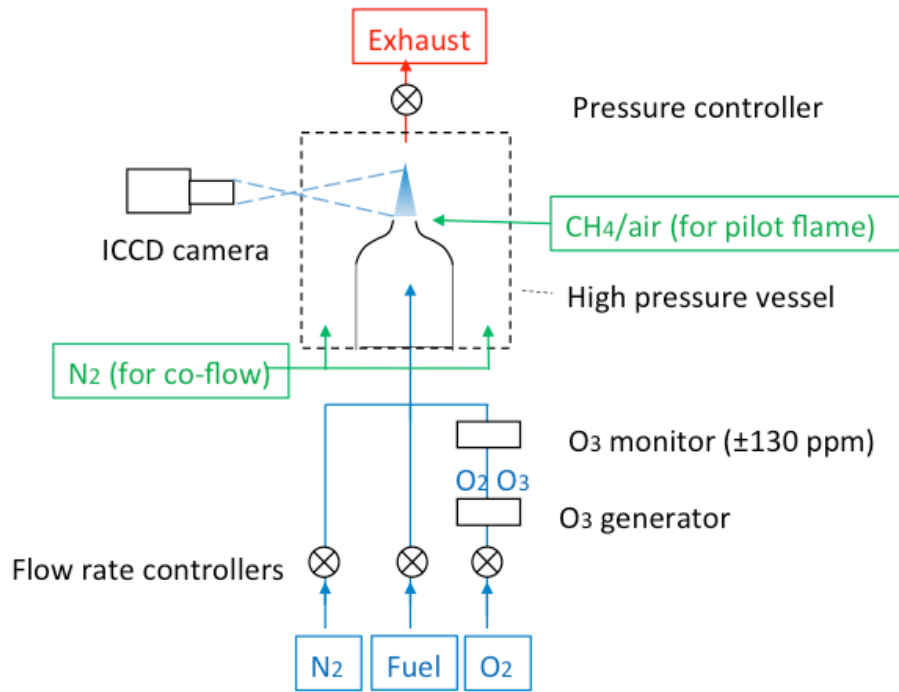 Exhaust
Pressure controller
CH4/air (for pilot flame)
ICCD camera
High pressure vessel
N2 (for co-flow)
O3 monitor (±130 ppm)
O2 O3
O3 generator
Flow rate controllers
N2
Fuel
O2